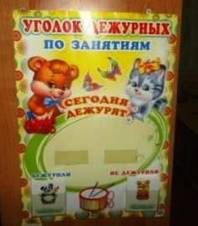 УГОЛОК ДЕЖУРНЫХ
ПО ЗАНЯТИЯМ
СЕГОДНЯ
ДЕЖУРЯТ
ДЕЖУРИЛИ
НЕ ДЕЖУРИЛИ